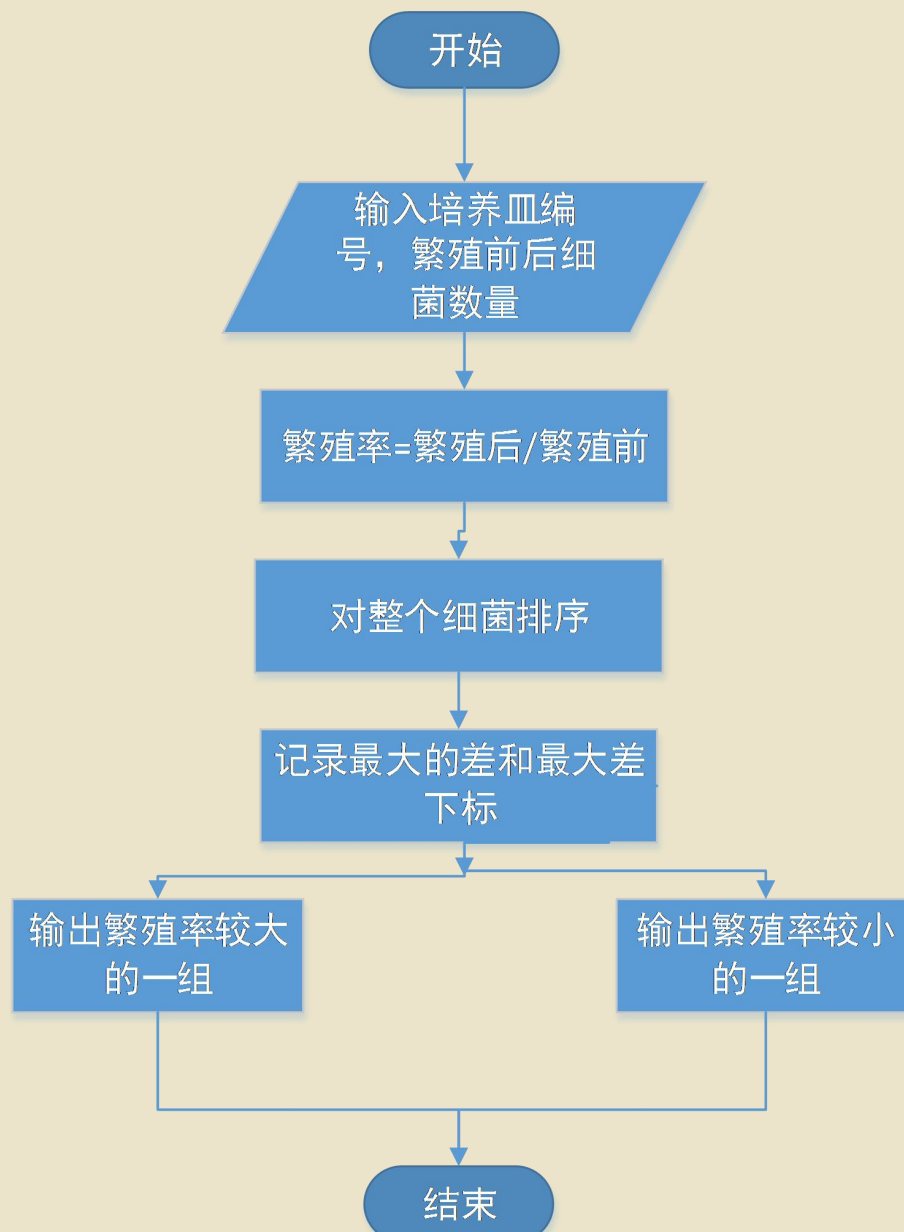 开始
输入培养皿编
号，繁殖前后细
菌数量
繁殖率=繁殖后/繁殖前
对整个细菌排序
记录最大的差和最大差
下标
输出繁殖率较大
的一组
输出繁殖率较小
的一组
结束